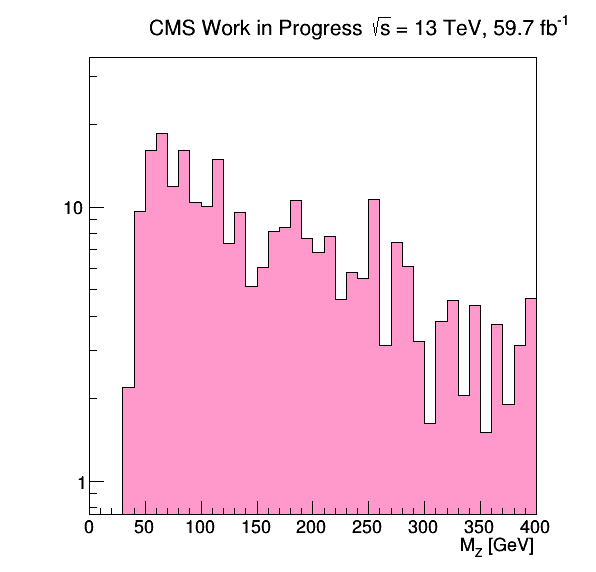 CMS Work in Progress √s = 13 TeV, 59.7 fb⁻¹
10
1
0 50 100 150 200 250 300 350 400
M_Z [GeV]